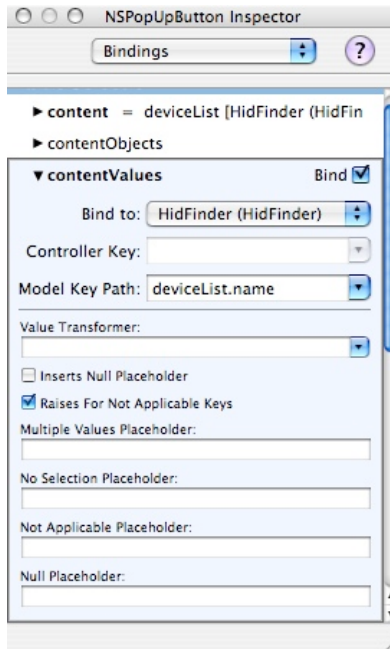 NSPopUpButton Inspector
Bindings
?
content = deviceList [HidFinder (HidFin
contentObjects
contentValues Bind
Bind to: HidFinder (HidFinder)
Controller Key:
Model Key Path: deviceList.name
Value Transformer:
Inserts Null Placeholder
Raises For Not Applicable Keys
Multiple Values Placeholder:
No Selection Placeholder:
Not Applicable Placeholder:
Null Placeholder: